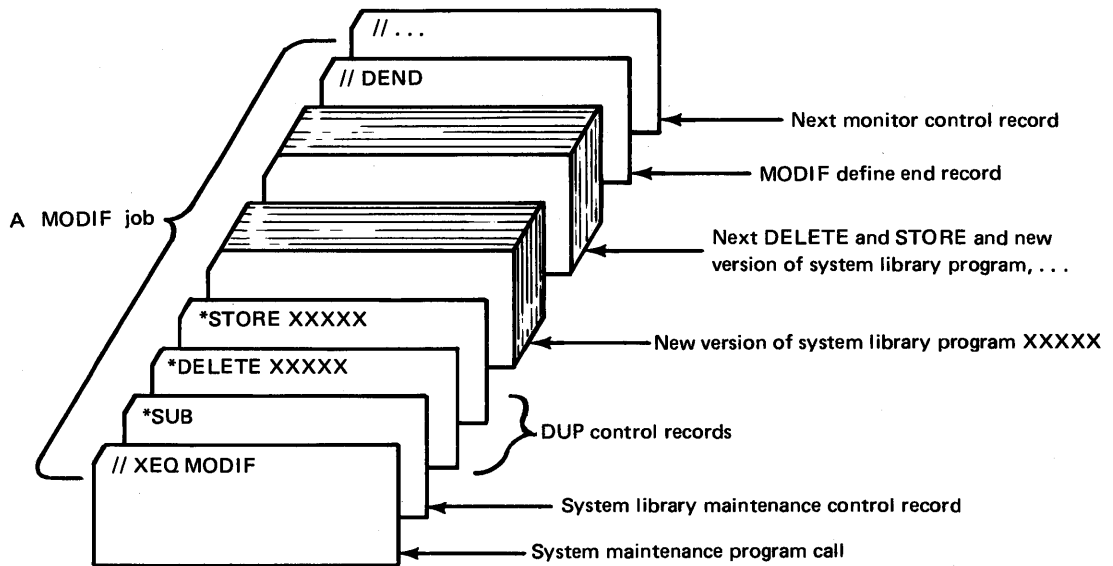 // ...
// DEND
Next monitor control record
MODIF define end record
A MODIF job
Next DELETE and STORE and new
version of system library program, . . .
*STORE XXXXX
New version of system library program XXXXX
*DELETE XXXXX
*SUB
DUP control records
// XEQ MODIF
System library maintenance control record
System maintenance program call